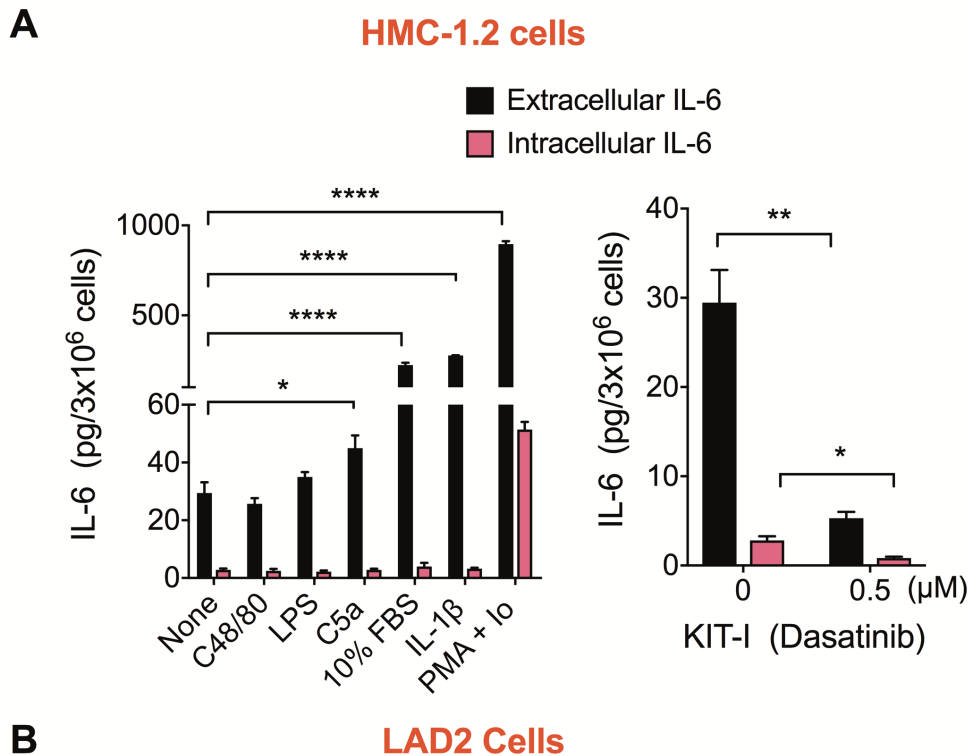 A
HMC-1.2 cells
Extracellular IL-6
Intracellular IL-6
IL-6 (pg/3x10⁶ cells)
1000
500
60
40
20
0
****
****
****
*
None
C48/80
LPS
C5a
10% FBS
IL-1β
PMA + Io
IL-6 (pg/3x10⁶ cells)
40
30
20
10
0
**
*
0
0.5
(μM)
KIT-I (Dasatinib)
B
LAD2 Cells